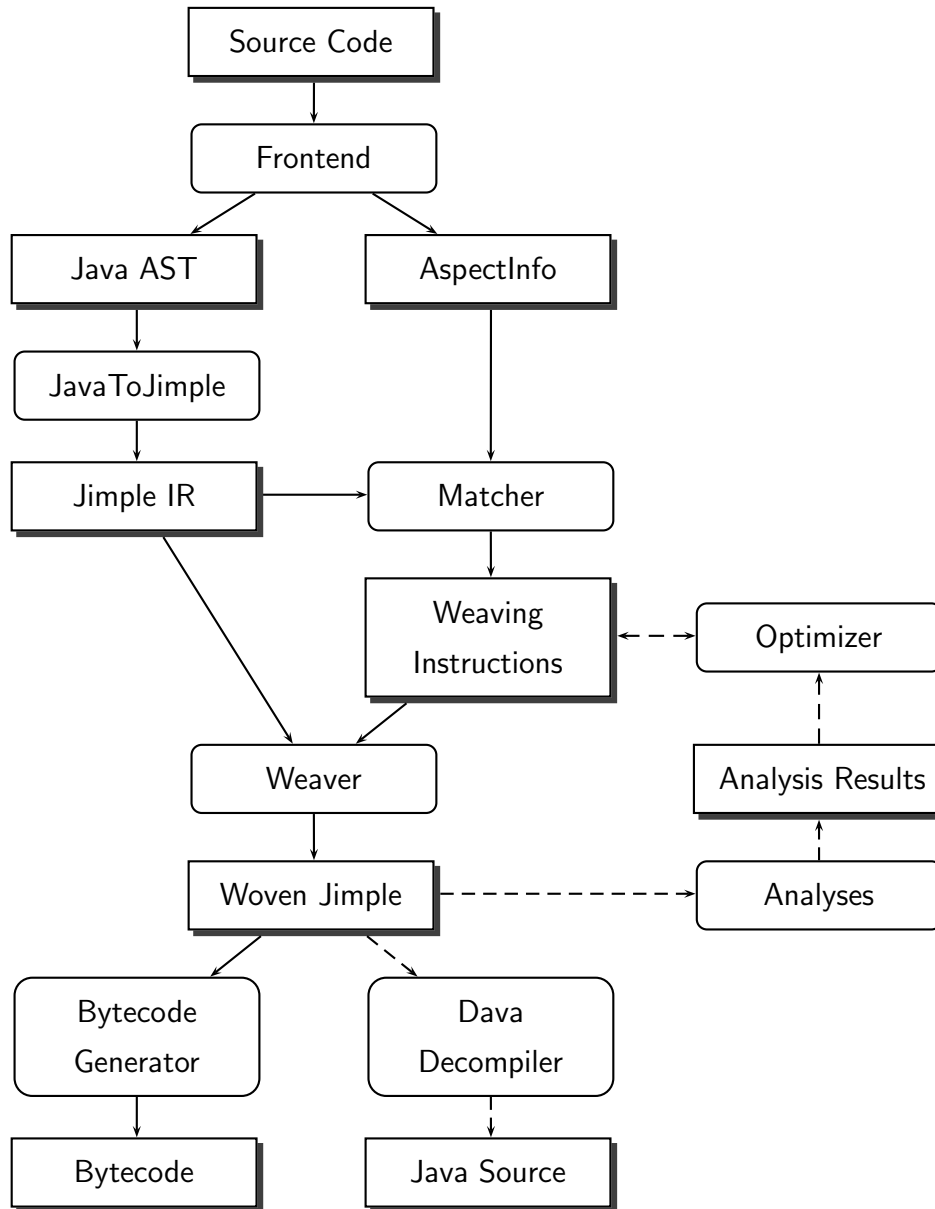 Source Code
Frontend
Java AST
AspectInfo
JavaToJimple
Jimple IR
Matcher
Weaving
Instructions
Optimizer
Weaver
Analysis Results
Woven Jimple
Analyses
Bytecode
Generator
Dava
Decompiler
Bytecode
Java Source